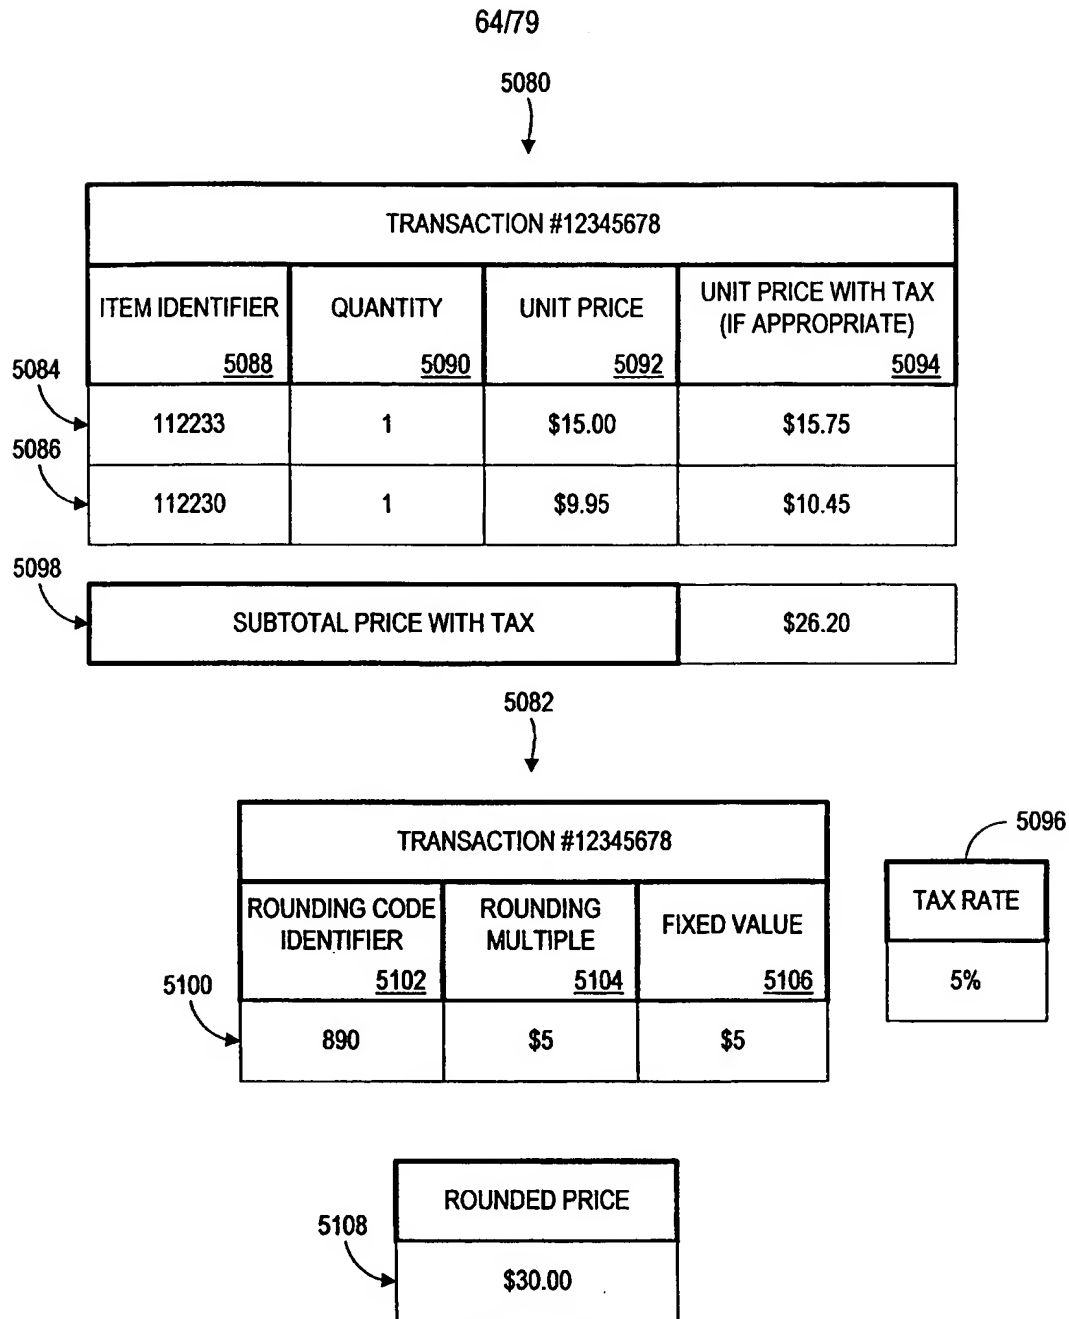 64/79
5080
TRANSACTION #12345678
ITEM IDENTIFIER 5088
QUANTITY 5090
UNIT PRICE 5092
UNIT PRICE WITH TAX
(IF APPROPRIATE) 5094
5084
112233 1 $15.00 $15.75
5086
112230 1 $9.95 $10.45
5098
SUBTOTAL PRICE WITH TAX $26.20
5082
TRANSACTION #12345678
ROUNDING CODE
IDENTIFIER 5102
ROUNDING
MULTIPLE 5104
FIXED VALUE 5106
5100
890 $5 $5
5096
TAX RATE
5%
ROUNDED PRICE
5108
$30.00